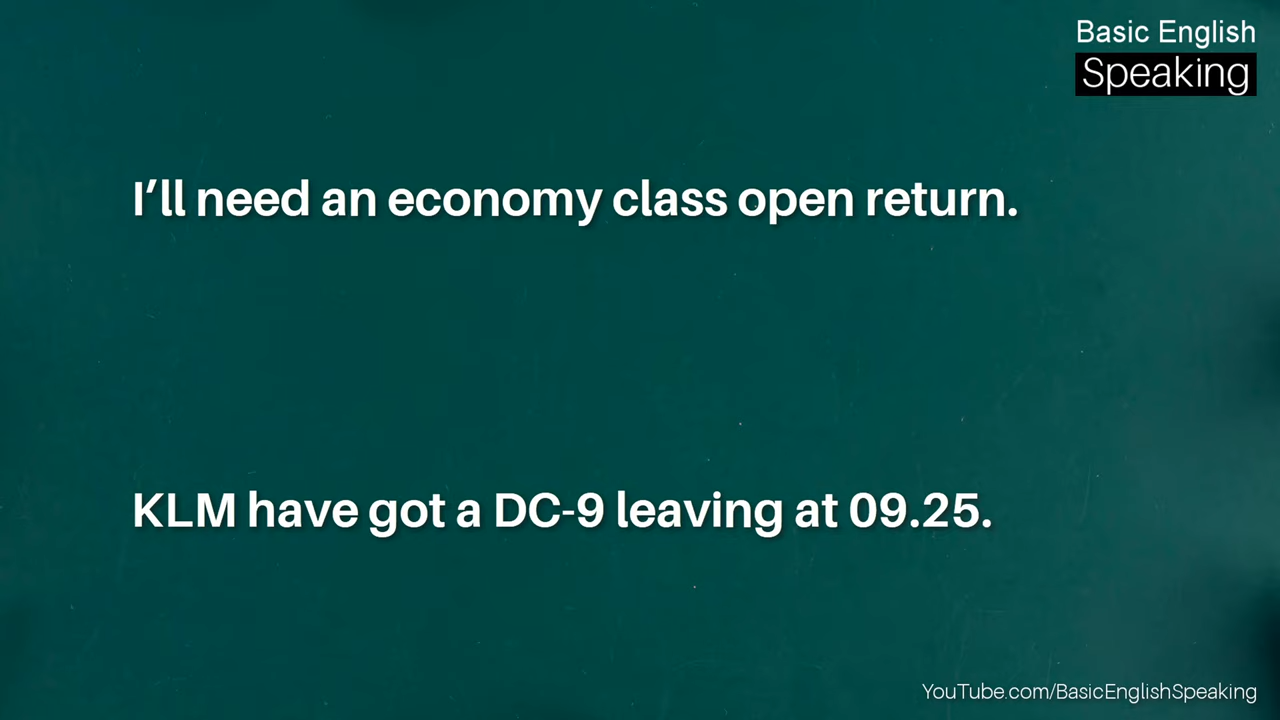 Basic English
Speaking
I’ll need an economy class open return.
KLM have got a DC-9 leaving at 09.25.
YouTube.com/BasicEnglishSpeaking